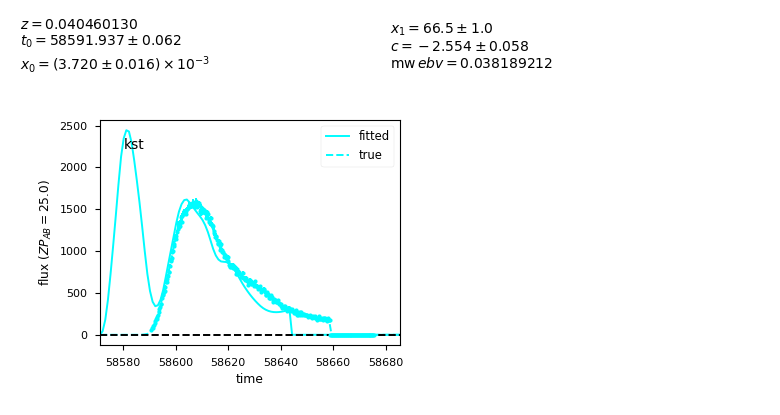 z = 0.040460130
t₀ = 58591.937 ± 0.062
x₀ = (3.720 ± 0.016) × 10⁻³
x₁ = 66.5 ± 1.0
c = −2.554 ± 0.058
mw ebv = 0.038189212
kst
fitted
true
2500
2000
1500
1000
500
0
flux (ZP_AB = 25.0)
58580 58600 58620 58640 58660 58680
time